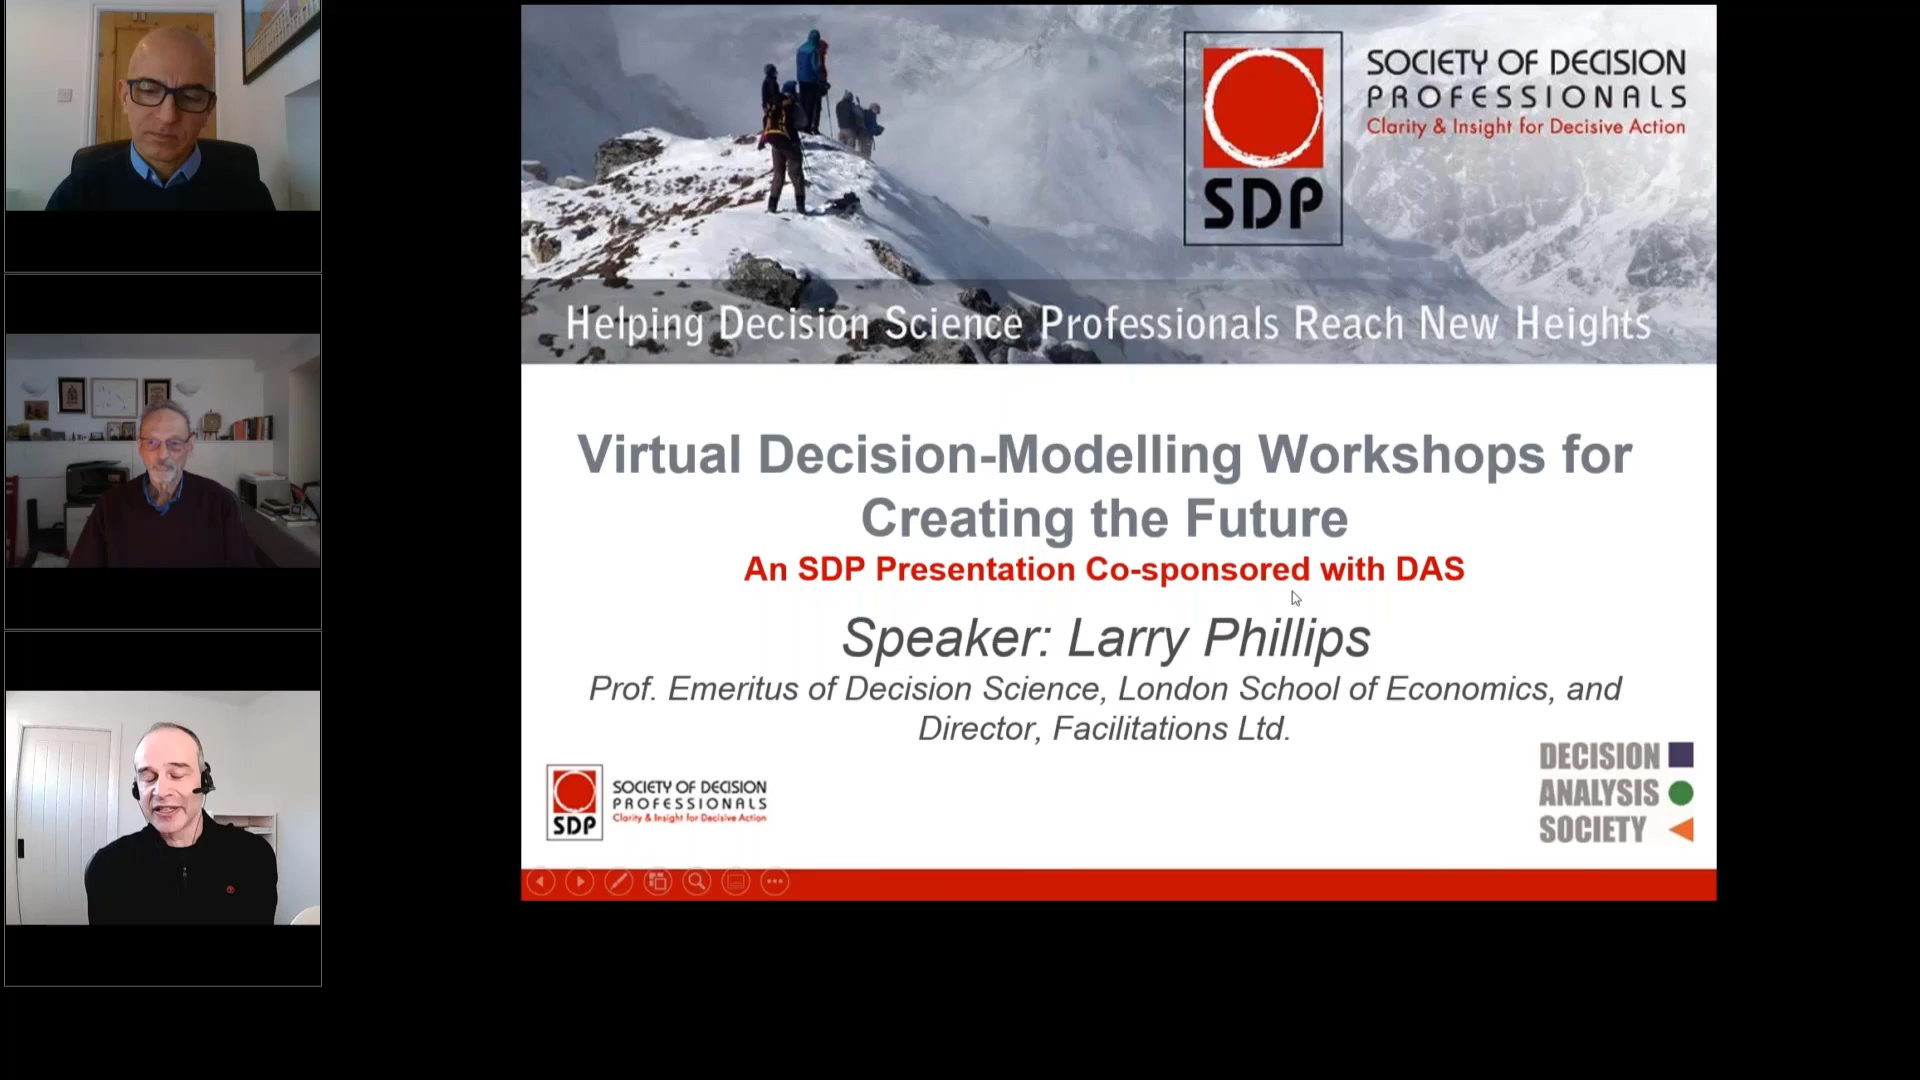 SOCIETY OF DECISION
PROFESSIONALS
Clarity & Insight for Decisive Action
SDP
Helping Decision Science Professionals Reach New Heights
Virtual Decision-Modelling Workshops for
Creating the Future
An SDP Presentation Co-sponsored with DAS
Speaker: Larry Phillips
Prof. Emeritus of Decision Science, London School of Economics, and
Director, Facilitations Ltd.
SOCIETY OF DECISION
PROFESSIONALS
Clarity & Insight for Decisive Action
SDP
DECISION
ANALYSIS
SOCIETY